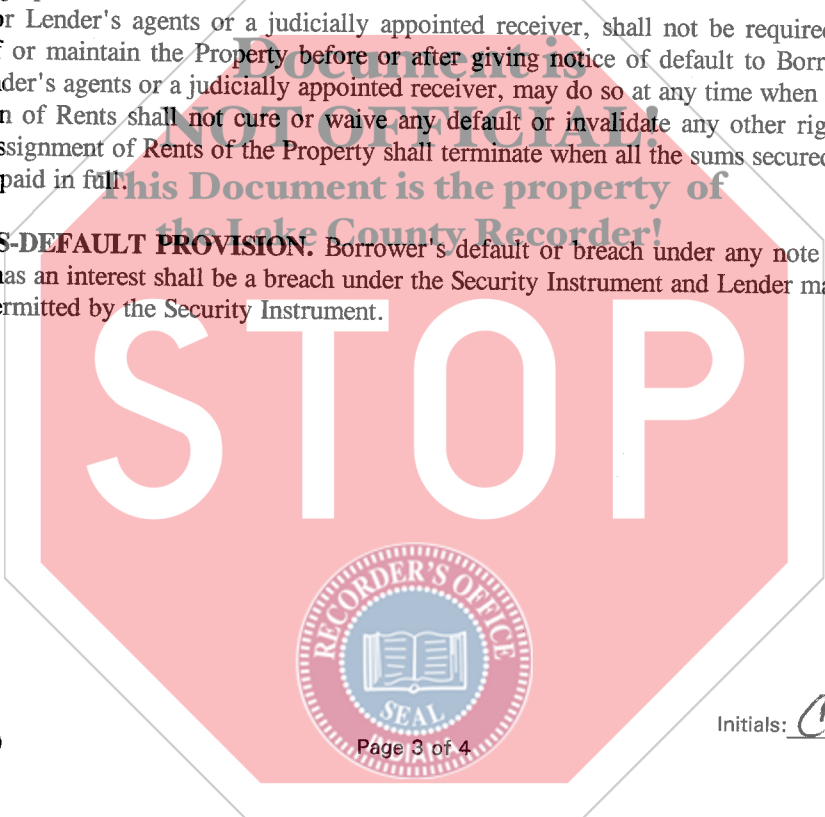 r Lender's agents or a judicially appointed receiver, shall not be required
or maintain the Property before or after giving notice of default to Borr
der's agents or a judicially appointed receiver, may do so at any time when
n of Rents shall not cure or waive any default or invalidate any other rig
ssignment of Rents of the Property shall terminate when all the sums secured
paid in full.
Document is
NOT OFFICIAL!
This Document is the property of
the Lake County Recorder!
S-DEFAULT PROVISION. Borrower's default or breach under any note
as an interest shall be a breach under the Security Instrument and Lender ma
ermitted by the Security Instrument.
STOP
RECORDER'S OFFICE
SEAL
INDIANA
Page 3 of 4
Initials: